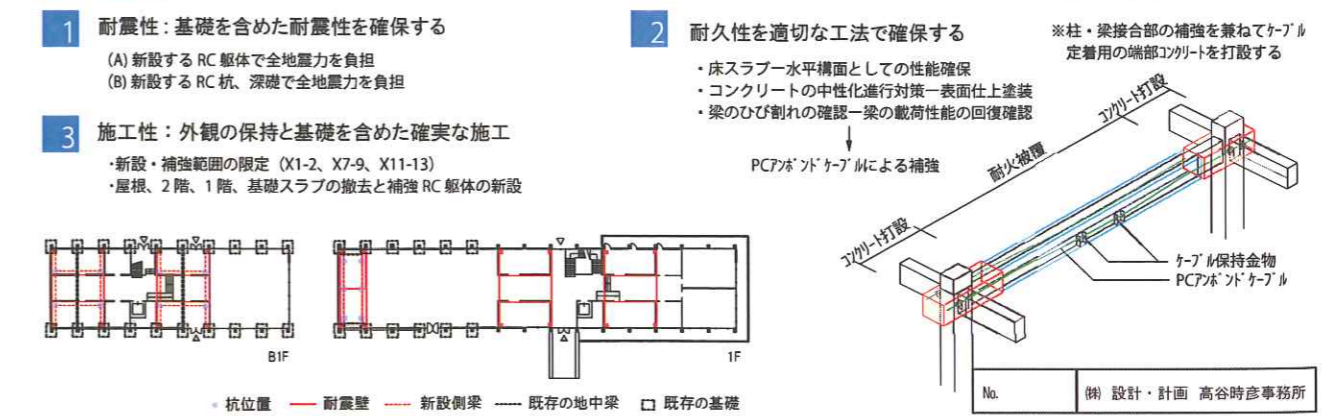 1 耐震性：基礎を含めた耐震性を確保する
(A) 新設する RC 躯体で全地震力を負担
(B) 新設する RC 杭、深礎で全地震力を負担
3 施工性：外観の保持と基礎を含めた確実な施工
・新設・補強範囲の限定（X1-2、X7-9、X11-13）
・屋根、2 階、1 階、基礎スラブの撤去と補強 RC 躯体の新設
2 耐久性を適切な工法で確保する
・床スラブー水平構面としての性能確保
・コンクリートの中性化進行対策ー表面仕上塗装
・梁のひび割れの確認ー梁の載荷性能の回復確認
PCアンボンドケーブルによる補強
※柱・梁接合部の補強を兼ねてケーブル
定着用の端部コンクリートを打設する
コンクリート打設
耐火被覆
コンクリート打設
ケーブル保持金物
PCアンボンドケーブル
B1F
1F
杭位置 耐震壁 新設側梁 既存の地中梁 既存の基礎
No. ㈱ 設計・計画 高谷時彦事務所